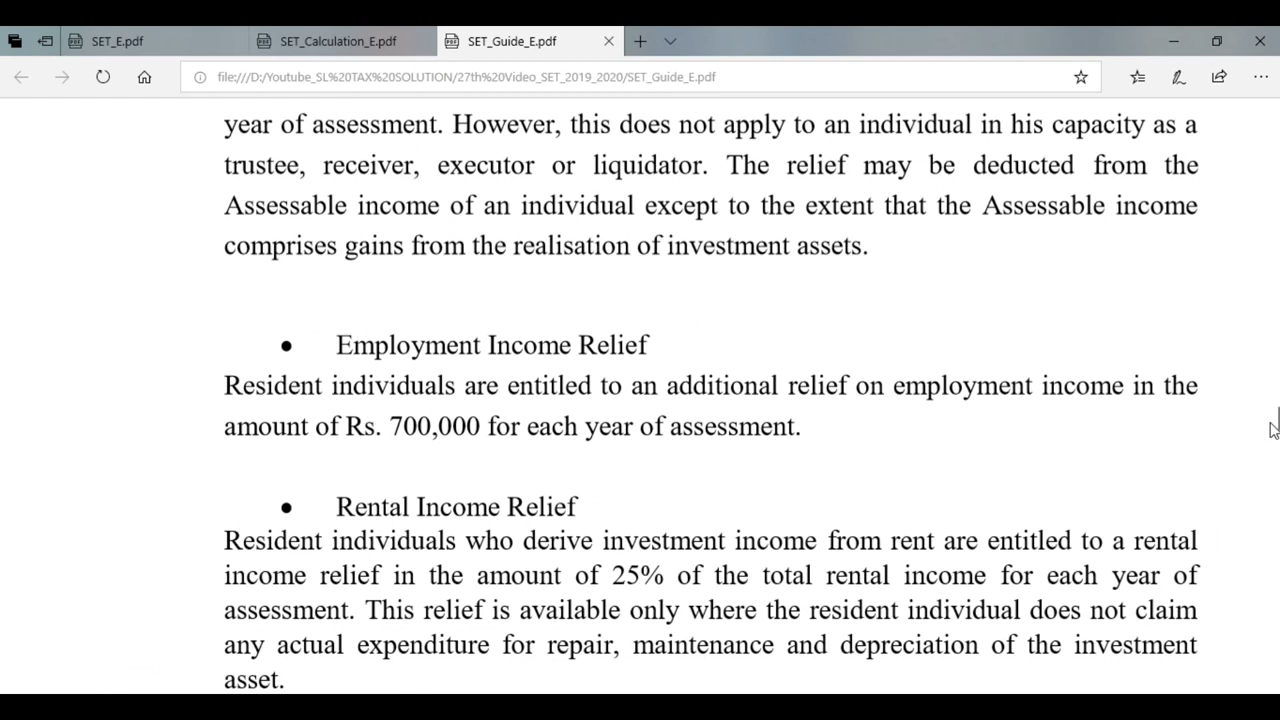 SET_E.pdf
SET_Calculation_E.pdf
SET_Guide_E.pdf
file:///D:/Youtube_SL%20TAX%20SOLUTION/27th%20Video_SET_2019_2020/SET_Guide_E.pdf
year of assessment. However, this does not apply to an individual in his capacity as a
trustee, receiver, executor or liquidator. The relief may be deducted from the
Assessable income of an individual except to the extent that the Assessable income
comprises gains from the realisation of investment assets.
• Employment Income Relief
Resident individuals are entitled to an additional relief on employment income in the
amount of Rs. 700,000 for each year of assessment.
• Rental Income Relief
Resident individuals who derive investment income from rent are entitled to a rental
income relief in the amount of 25% of the total rental income for each year of
assessment. This relief is available only where the resident individual does not claim
any actual expenditure for repair, maintenance and depreciation of the investment
asset.